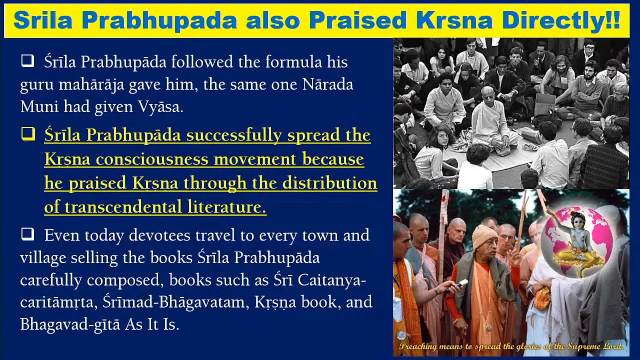 Srila Prabhupada also Praised Krsna Directly!!
Śrīla Prabhupāda followed the formula his
guru mahārāja gave him, the same one Nārada
Muni had given Vyāsa.
Śrīla Prabhupāda successfully spread the
Krsna consciousness movement because
he praised Krsna through the distribution
of transcendental literature.
Even today devotees travel to every town and
village selling the books Śrīla Prabhupāda
carefully composed, books such as Śrī Caitanya-
caritāmṛta, Śrīmad-Bhāgavatam, Kṛṣṇa book, and
Bhagavad-gītā As It Is.
Preaching means to spread the glories of the Supreme Lord.